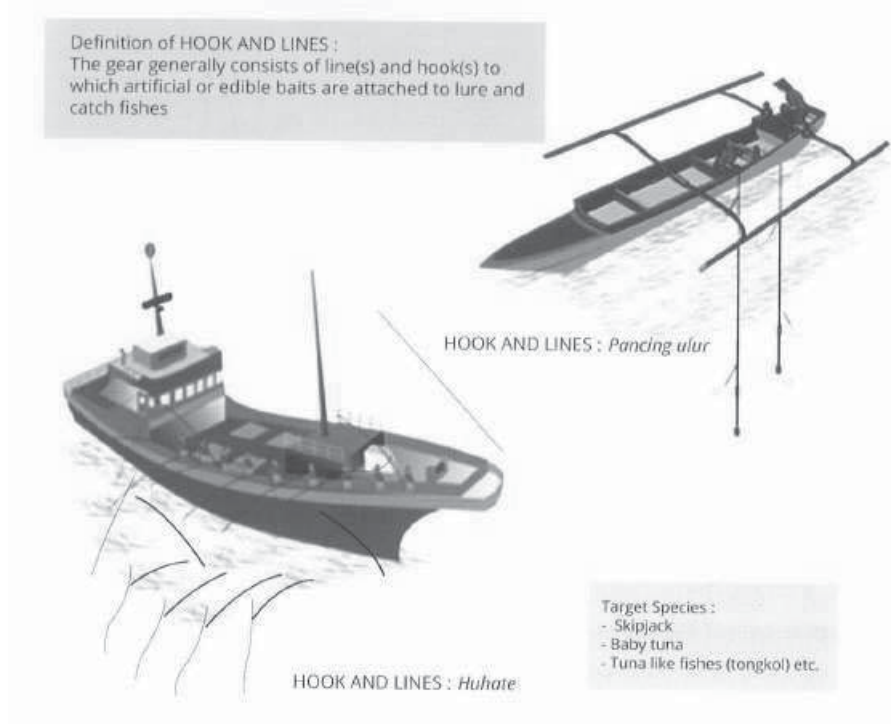 Definition of HOOK AND LINES :
The gear generally consists of line(s) and hook(s) to
which artificial or edible baits are attached to lure and
catch fishes
HOOK AND LINES : Pancing ulur
Target Species :
- Skipjack
- Baby tuna
- Tuna like fishes (tongkol) etc.
HOOK AND LINES : Huhate